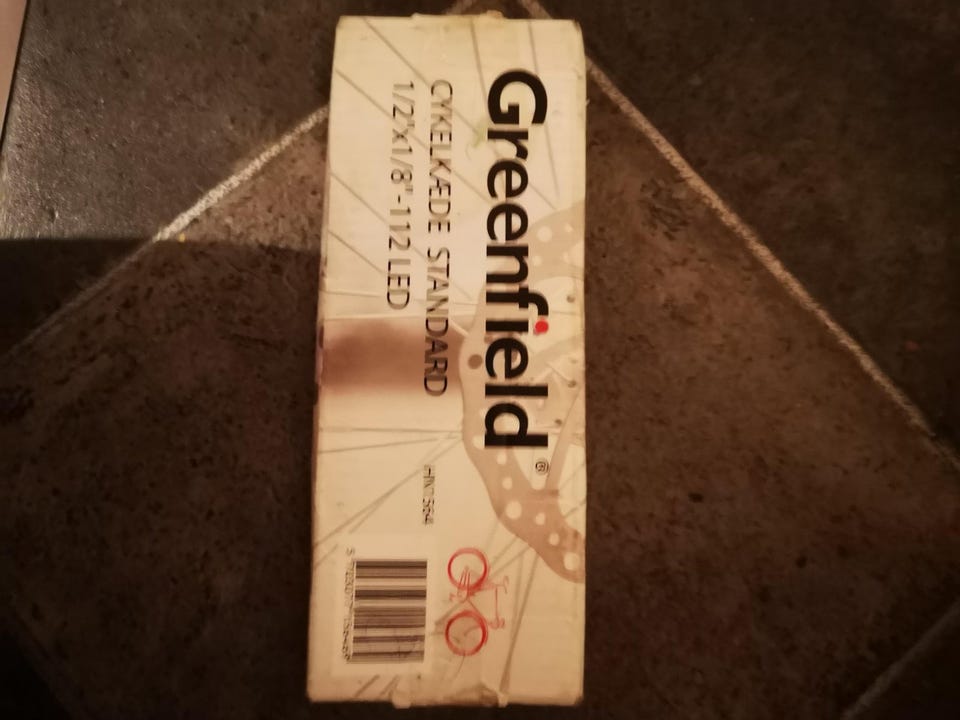 Greenfield®
CYKELKÆDE STANDARD
1/2"x1/8"-112 LED